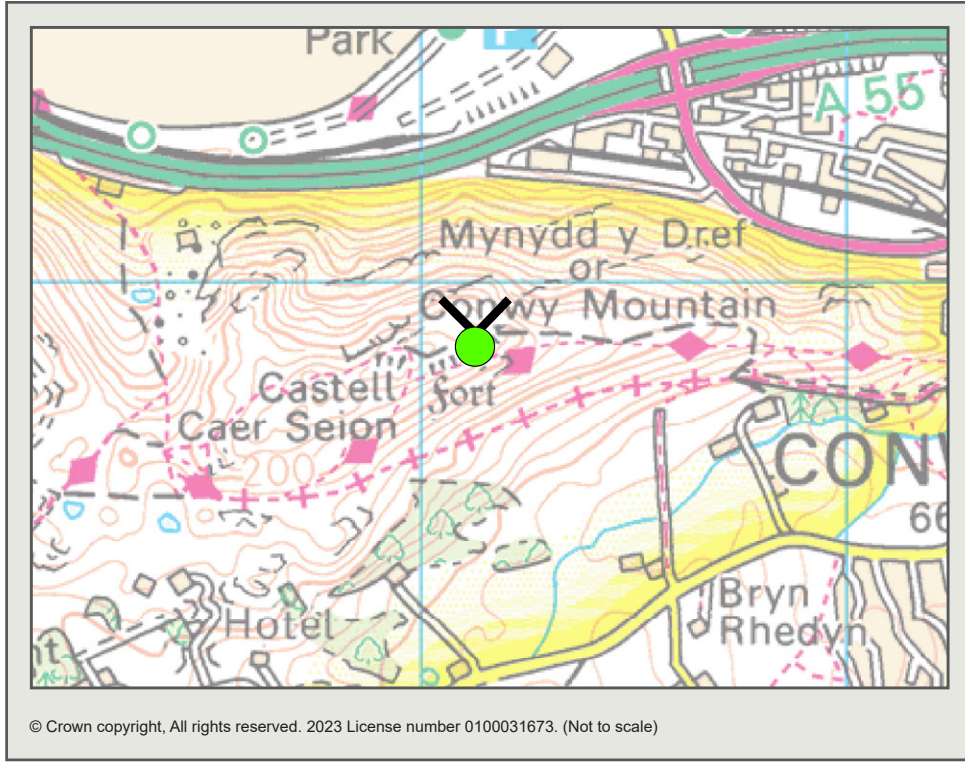 Park
P
A 55
Mynydd y Dref
or
Conwy Mountain
Castell
Caer Seion
fort
200
CONW
66
Hotel
Bryn
Rhedyn
nt
© Crown copyright, All rights reserved. 2023 License number 0100031673. (Not to scale)